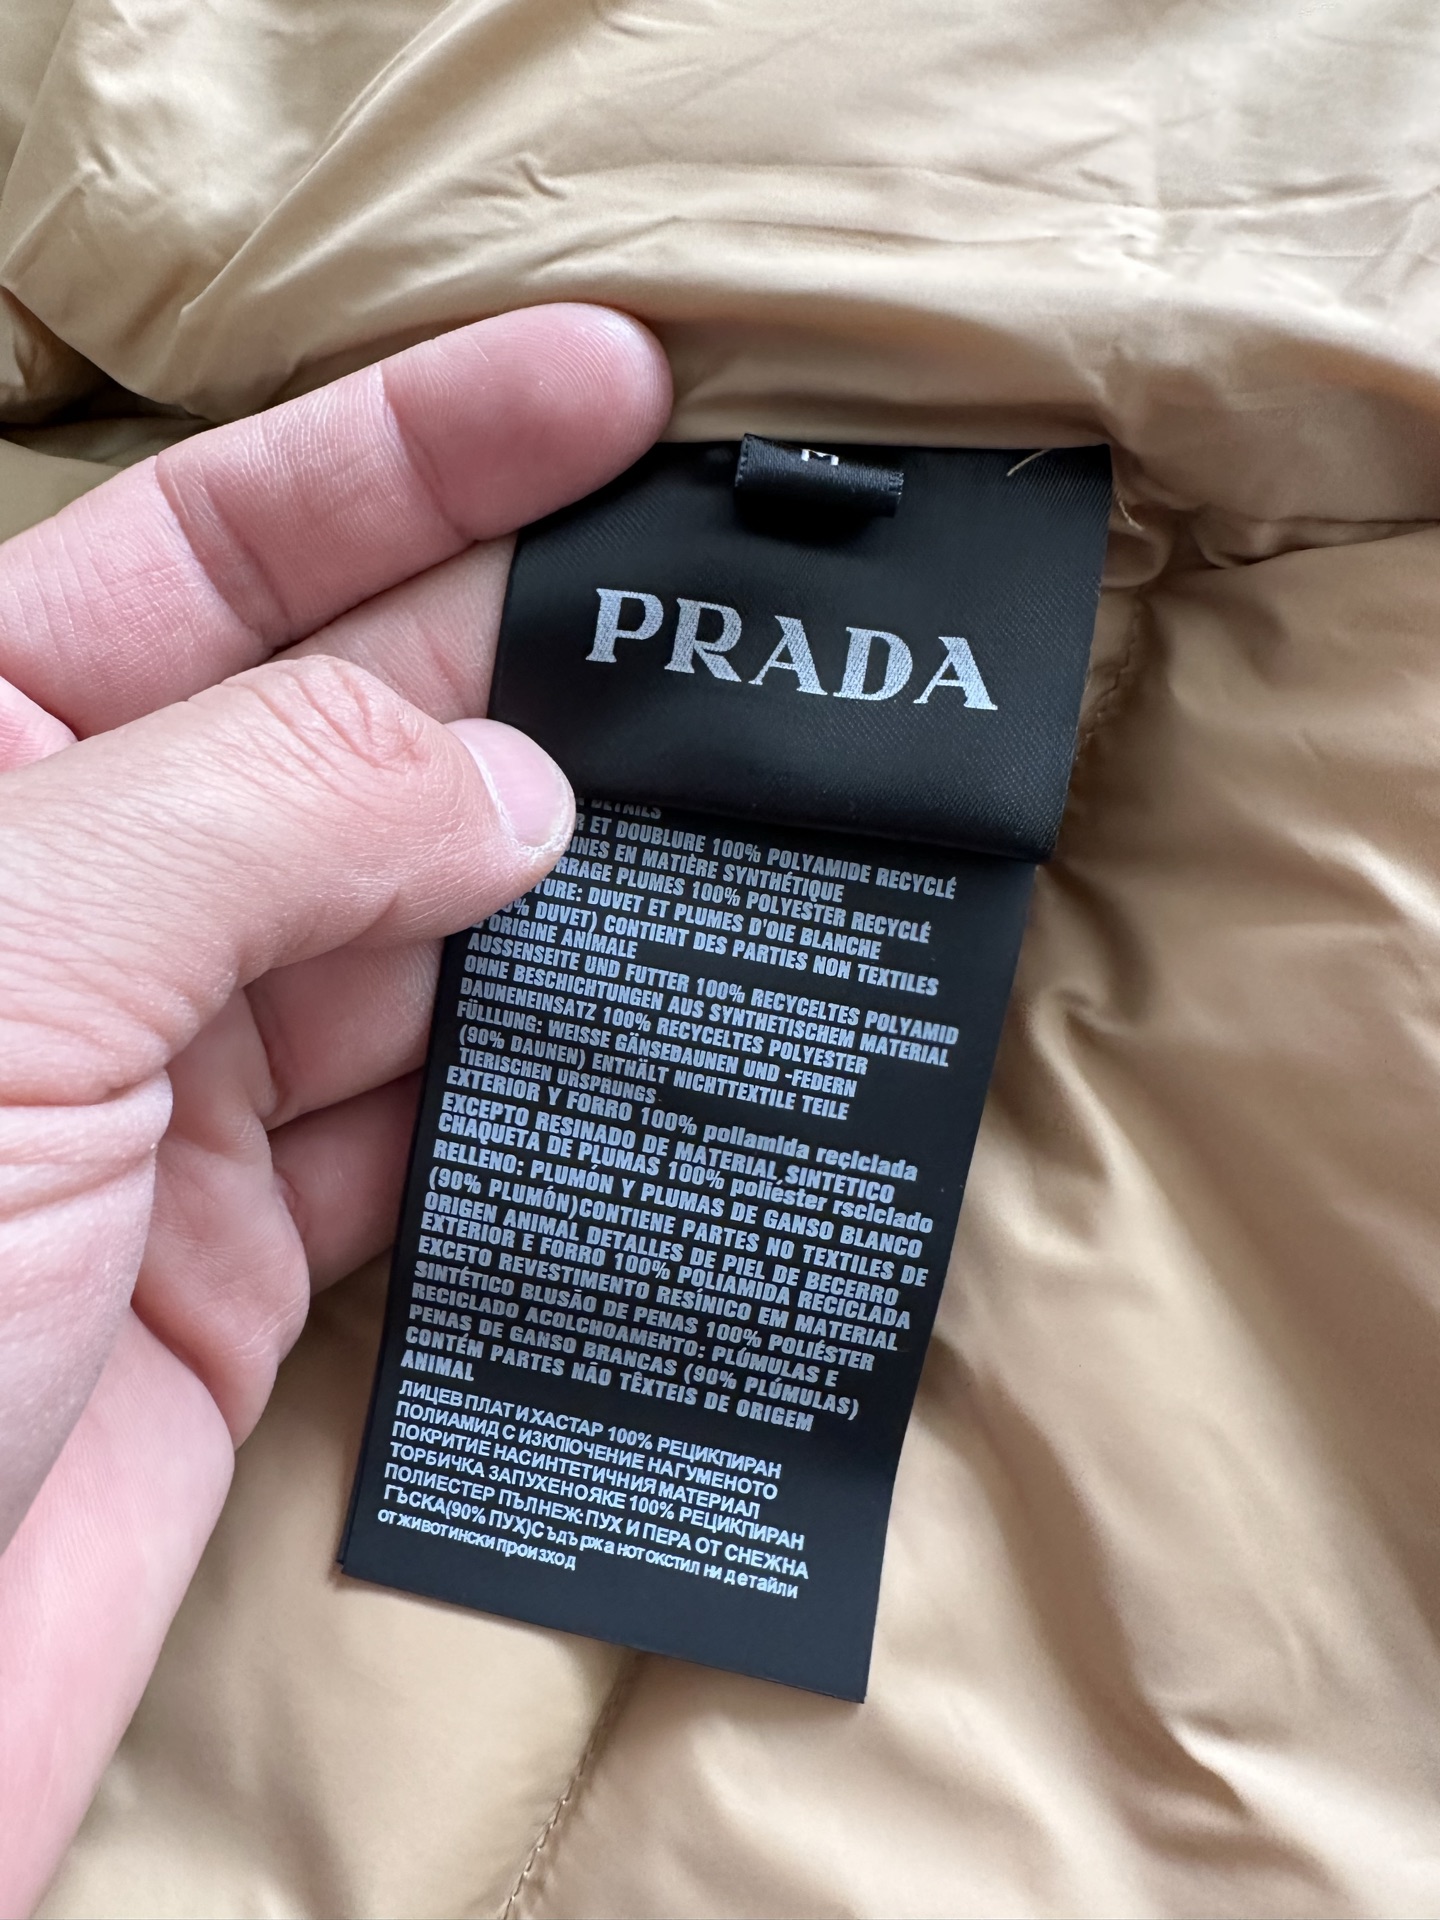 M
PRADA
DETAILS
ET DOUBLURE 100% POLYAMIDE RECYCLÉ
EN MATIÈRE SYNTHÉTIQUE
PLUMES 100% POLYESTER RECYCLÉ
DUVET ET PLUMES D'OIE BLANCHE
DUVET) CONTIENT DES PARTIES NON TEXTILES
D'ORIGINE ANIMALE
AUSSENSEITE UND FUTTER 100% RECYCELTES POLYAMID
OHNE BESCHICHTUNGEN AUS SYNTHETISCHEM MATERIAL
DAUNENEINSATZ 100% RECYCELTES POLYESTER
FÜLLLUNG: WEISSE GÄNSEDAUNEN UND -FEDERN
(90% DAUNEN) ENTHÄLT NICHTTEXTILE TEILE
TIERISCHEN URSPRUNGS.
EXTERIOR Y FORRO 100% poliamida reciclada
EXCEPTO RESINADO DE MATERIAL,SINTETICO
CHAQUETA DE PLUMAS 100% poliester rsciclado
RELLENO: PLUMÓN Y PLUMAS DE GANSO BLANCO
(90% PLUMÓN)CONTIENE PARTES NO TEXTILES DE
ORIGEN ANIMAL DETALLES DE PIEL DE BECERRO
EXTERIOR E FORRO 100% POLIAMIDA RECICLADA
EXCETO REVESTIMENTO RESÍNICO EM MATERIAL
SINTÉTICO BLUSÃO DE PENAS 100% POLIÉSTER
RECICLADO ACOLCHOAMENTO: PLÚMULAS E
PENAS DE GANSO BRANCAS (90% PLÚMULAS)
CONTÉM PARTES NÃO TÊXTEIS DE ORIGEM
ANIMAL
ЛИЦЕВ ПЛАТ И ХАСТАР 100% РЕЦИКПИРАН
ПОЛИАМИД С ИЗКЛЮЧЕНИЕ НАГУМЕНОТО
ПОКРИТИЕ НАСИНТЕТИЧНИЯ МАТЕРИАЛ
ТОРБИЧКА ЗАПУХЕНОЯКЕ 100% РЕЦИКПИРАН
ПОЛИЕСТЕР ПЪЛНЕЖ:ПУХ И ПЕРА ОТ СНЕЖНА
ГЪСКА(90% ПУХ)Съдържа нотокстил ни детайли
от животински произход